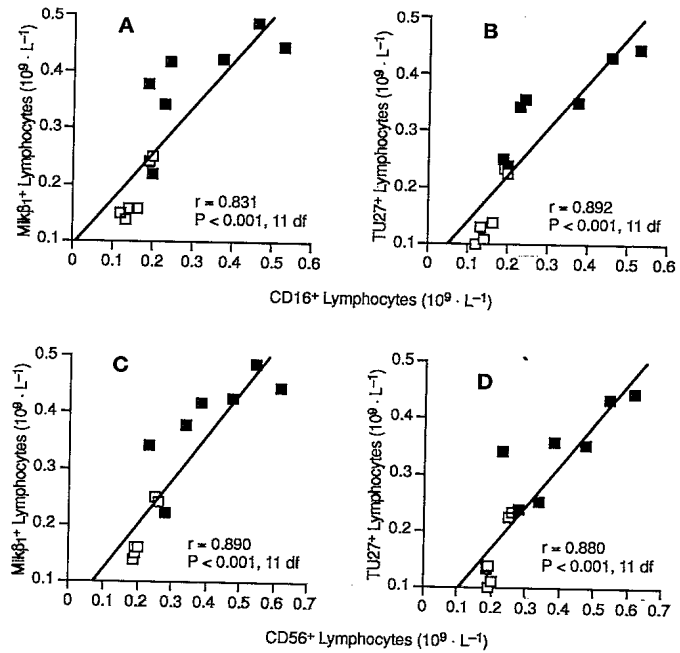 A
Mikβ1+ Lymphocytes (10⁹ · L⁻¹)
0.5
0.4
0.3
0.2
0.1
r = 0.831
P < 0.001, 11 df
0 0.1 0.2 0.3 0.4 0.5 0.6
B
TU27+ Lymphocytes (10⁹ · L⁻¹)
0.5
0.4
0.3
0.2
0.1
r = 0.892
P < 0.001, 11 df
0 0.1 0.2 0.3 0.4 0.5 0.6
CD16+ Lymphocytes (10⁹ · L⁻¹)
C
Mikβ1+ Lymphocytes (10⁹ · L⁻¹)
0.5
0.4
0.3
0.2
0.1
r = 0.890
P < 0.001, 11 df
0 0.1 0.2 0.3 0.4 0.5 0.6 0.7
D
TU27+ Lymphocytes (10⁹ · L⁻¹)
0.5
0.4
0.3
0.2
0.1
r = 0.880
P < 0.001, 11 df
0 0.1 0.2 0.3 0.4 0.5 0.6 0.7
CD56+ Lymphocytes (10⁹ · L⁻¹)